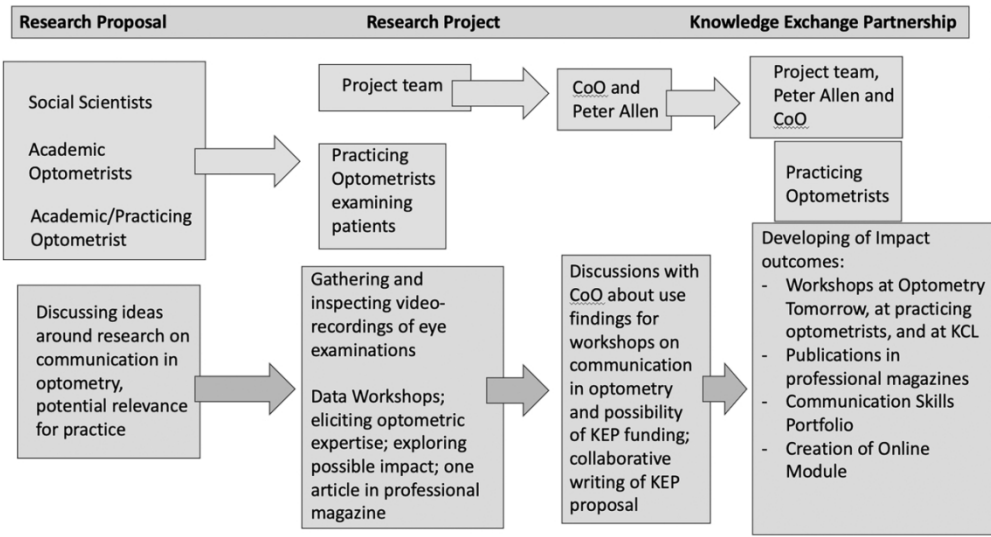 Research Proposal
Research Project
Knowledge Exchange Partnership
Social Scientists
Academic
Optometrists
Academic/Practicing
Optometrist
Project team
CoO and
Peter Allen
Project team,
Peter Allen and
CoO
Practicing
Optometrists
examining
patients
Practicing
Optometrists
Discussing ideas
around research on
communication in
optometry,
potential relevance
for practice
Gathering and
inspecting video-
recordings of eye
examinations
Data Workshops;
eliciting optometric
expertise; exploring
possible impact; one
article in professional
magazine
Discussions with
CoO about use
findings for
workshops on
communication
in optometry
and possibility
of KEP funding;
collaborative
writing of KEP
proposal
Developing of Impact
outcomes:
- Workshops at Optometry
Tomorrow, at practicing
optometrists, and at KCL
- Publications in
professional magazines
- Communication Skills
Portfolio
- Creation of Online
Module